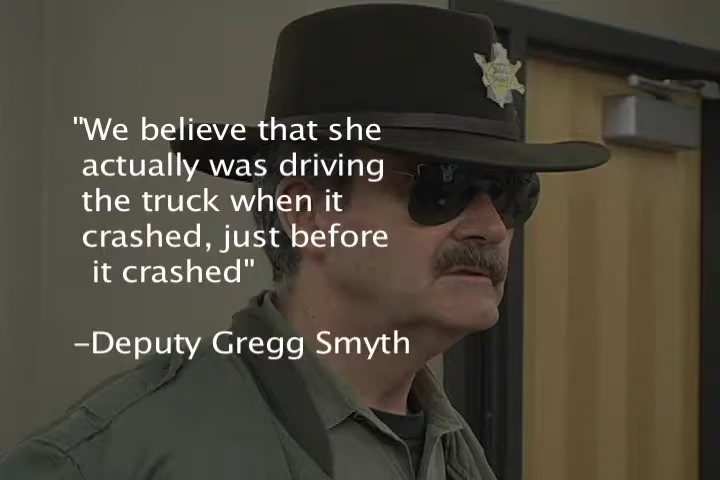 "We believe that she
actually was driving
the truck when it
crashed, just before
it crashed"
-Deputy Gregg Smyth